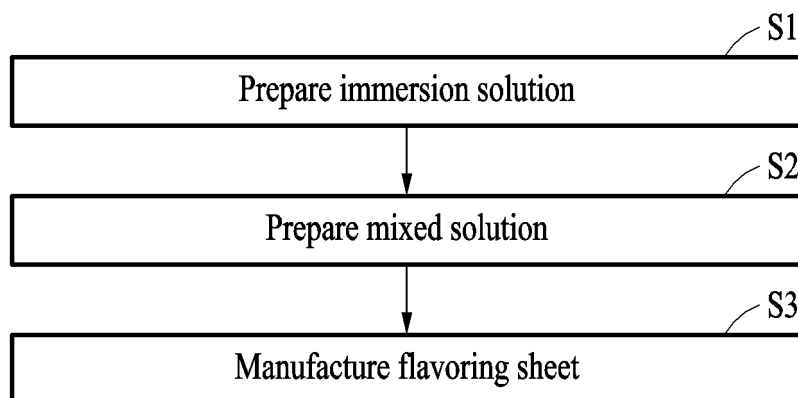 S1
Prepare immersion solution
S2
Prepare mixed solution
S3
Manufacture flavoring sheet